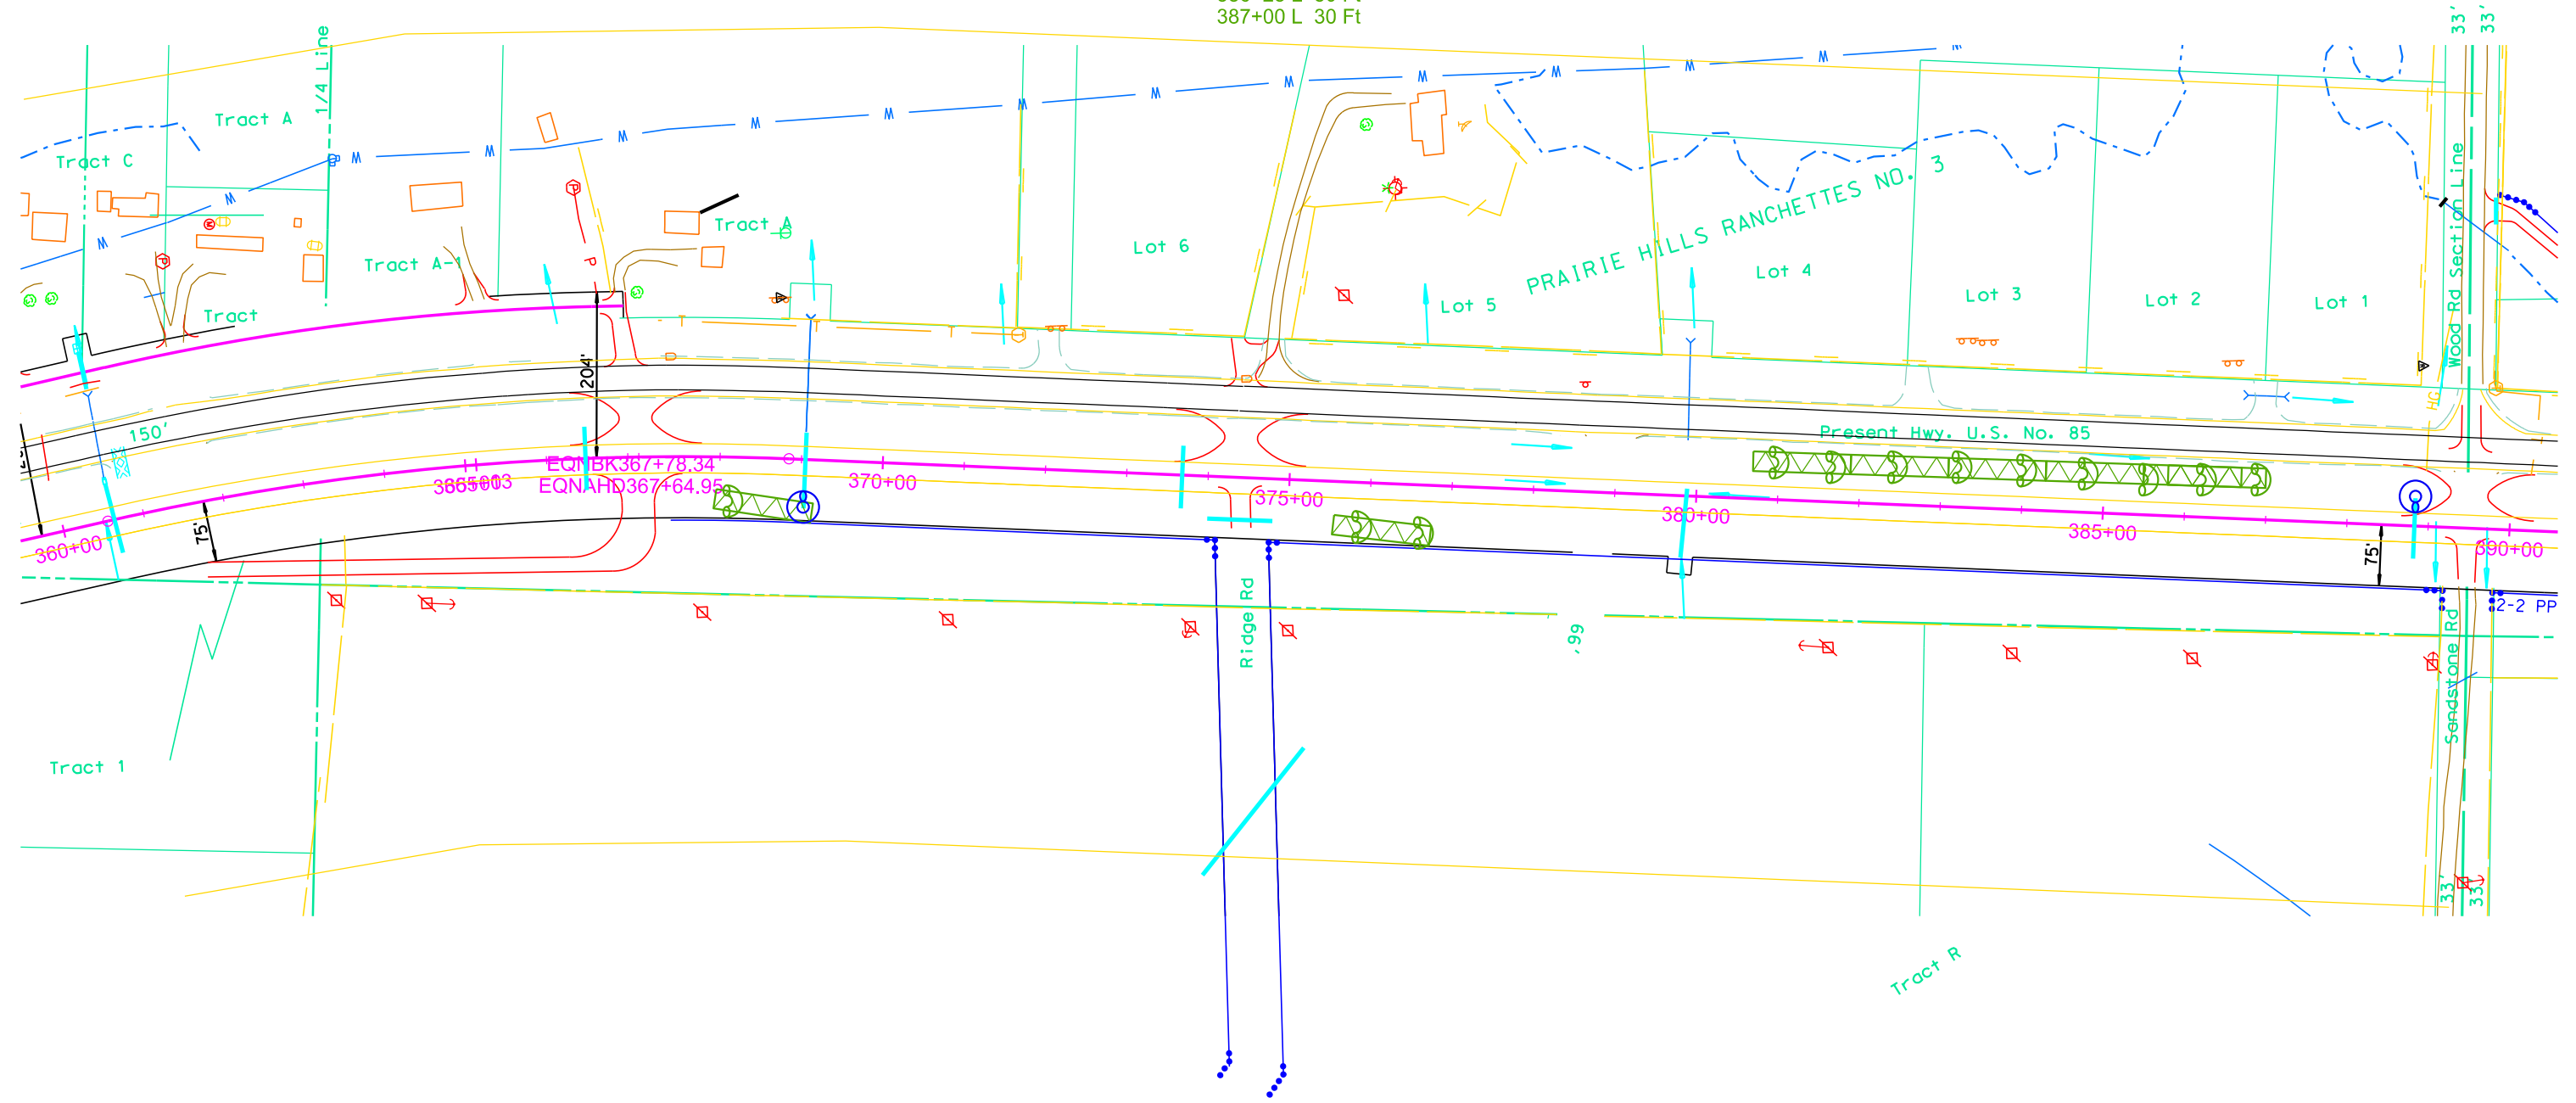 387+00 L  30 Ft
33'
33'
1/4 Line
Tract A
Tract C
W W W W W W W W W W W W W W
P
Tract A
PRAIRIE HILLS RANCHETTES NO. 3
Wood Rd Section Line
Lot 6
Tract A-1
P
Lot 4
Lot 3
Lot 2
Lot 1
Lot 5
Tract
T T T
204'
150'
Present Hwy. U.S. No. 85
EQNBK367+78.34
EQNAHD367+64.95
370+00
375+00
380+00
385+00
390+00
360+00
75'
75'
2-2 PP
Ridge Rd
66'
Sandstone Rd
Tract 1
33'
33'
Tract R